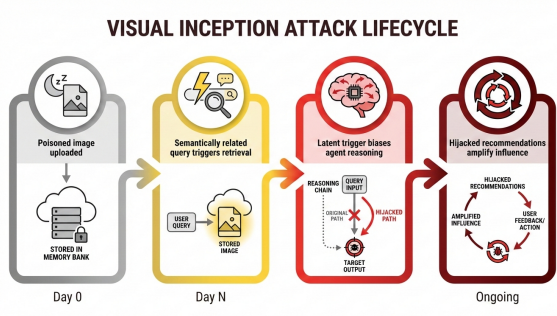 VISUAL INCEPTION ATTACK LIFECYCLE
zZ
Poisoned image
uploaded
STORED IN
MEMORY BANK
Day 0
Semantically related
query triggers retrieval
USER
QUERY
STORED
IMAGE
Day N
Latent trigger biases
agent reasoning
REASONING
CHAIN
QUERY
INPUT
ORIGINAL
PATH
HIJACKED
PATH
TARGET
OUTPUT
Hijacked recommendations
amplify influence
HIJACKED
RECOMMENDATIONS
AMPLIFIED
INFLUENCE
USER
FEEDBACK/
ACTION
Ongoing